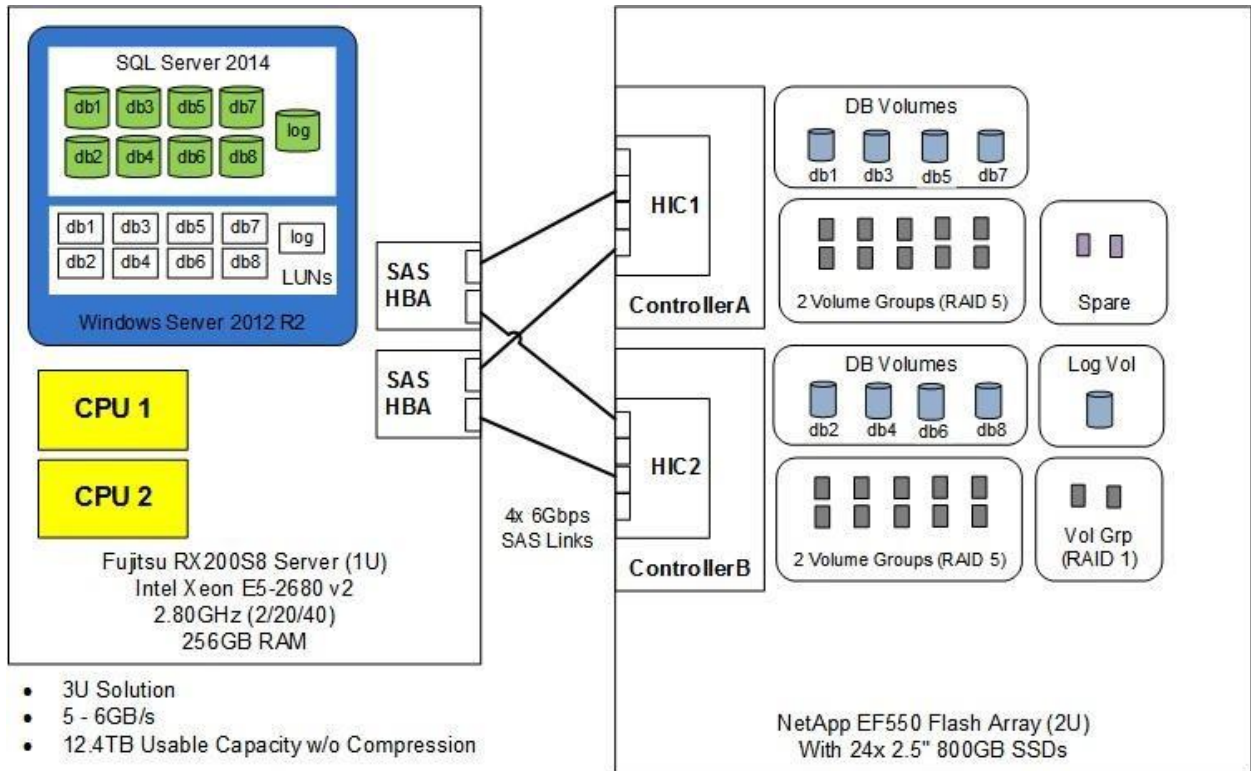 SQL Server 2014
db1 db3 db5 db7
log
db2 db4 db6 db8
db1 db3 db5 db7
log
db2 db4 db6 db8
LUNs
Windows Server 2012 R2
CPU 1
CPU 2
SAS
HBA
SAS
HBA
Fujitsu RX200S8 Server (1U)
Intel Xeon E5-2680 v2
2.80GHz (2/20/40)
256GB RAM
• 3U Solution
• 5 - 6GB/s
• 12.4TB Usable Capacity w/o Compression
4x 6Gbps
SAS Links
HIC1
ControllerA
DB Volumes
db1 db3 db5 db7
2 Volume Groups (RAID 5)
Spare
HIC2
ControllerB
DB Volumes
db2 db4 db6 db8
Log Vol
2 Volume Groups (RAID 5)
Vol Grp
(RAID 1)
NetApp EF550 Flash Array (2U)
With 24x 2.5" 800GB SSDs